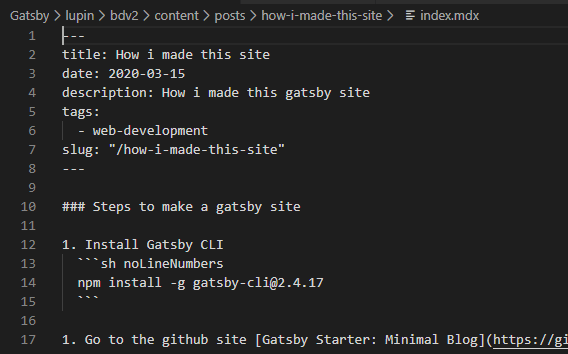 Gatsby > lupin > bdv2 > content > posts > how-i-made-this-site > index.mdx
1 ---
2 title: How i made this site
3 date: 2020-03-15
4 description: How i made this gatsby site
5 tags:
6   - web-development
7 slug: "/how-i-made-this-site"
8 ---
9
10 ### Steps to make a gatsby site
11
12 1. Install Gatsby CLI
13   ```sh noLineNumbers
14   npm install -g gatsby-cli@2.4.17
15   ```
16
17 1. Go to the github site [Gatsby Starter: Minimal Blog](https://gi